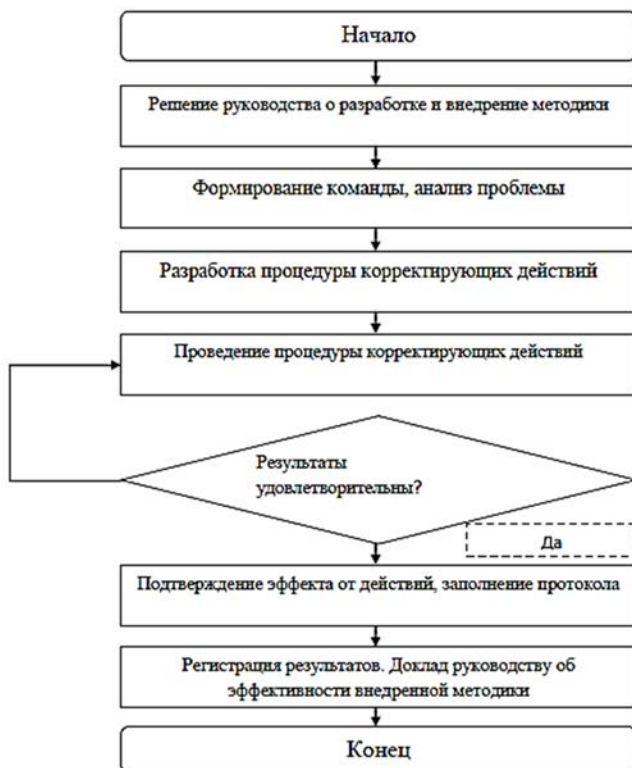 Начало
Решение руководства о разработке и внедрение методики
Формирование команды, анализ проблемы
Разработка процедуры корректирующих действий
Проведение процедуры корректирующих действий
Результаты
удовлетворительны?
Да
Подтверждение эффекта от действий, заполнение протокола
Регистрация результатов. Доклад руководству об
эффективности внедренной методики
Конец